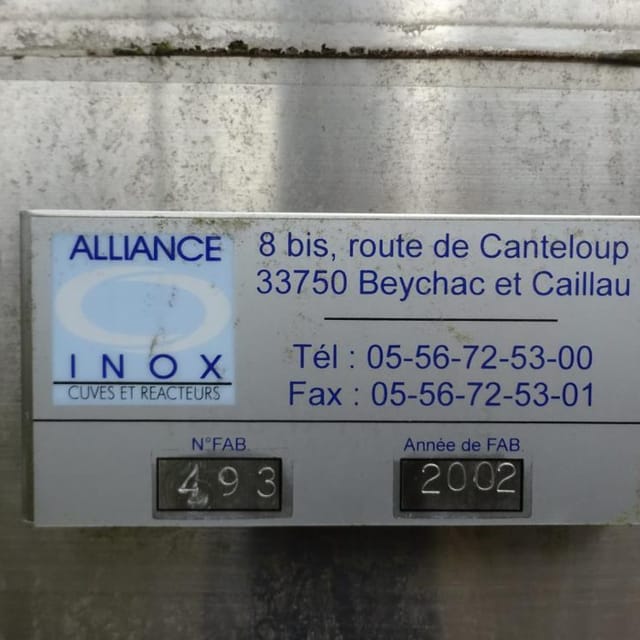 ALLIANCE
INOX
CUVES ET REACTEURS
8 bis, route de Canteloup
33750 Beychac et Caillau
Tél : 05-56-72-53-00
Fax : 05-56-72-53-01
N°FAB
493
Année de FAB
2002